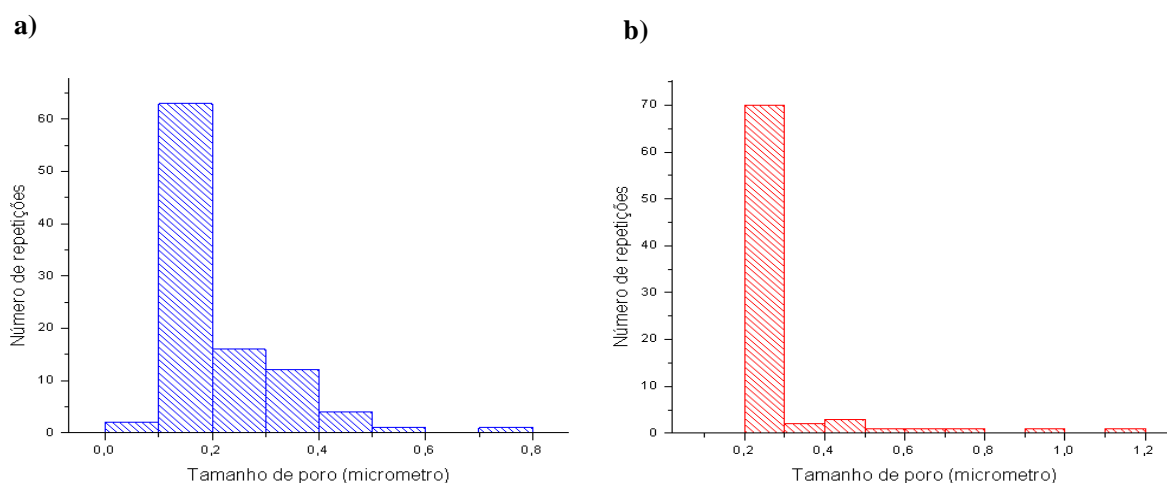 a)
60
50
40
30
20
10
0
Número de repetições
0,0 0,2 0,4 0,6 0,8
Tamanho de poro (micrometro)
b)
70
60
50
40
30
20
10
0
Número de repetições
0,2 0,4 0,6 0,8 1,0 1,2
Tamanho de poro (micrometro)